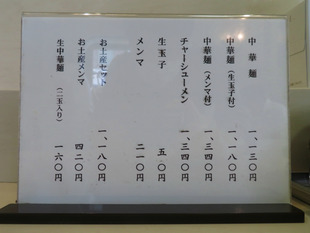 中華麺 一、一三〇円
中華麺（生玉子付） 一、一八〇円
中華麺（メンマ付） 一、三四〇円
チャーシューメン 一、三四〇円
生玉子 五〇円
メンマ 二一〇円
お土産セット 一、一八〇円
お土産メンマ 四二〇円
生中華麺（二玉入り） 一六〇円